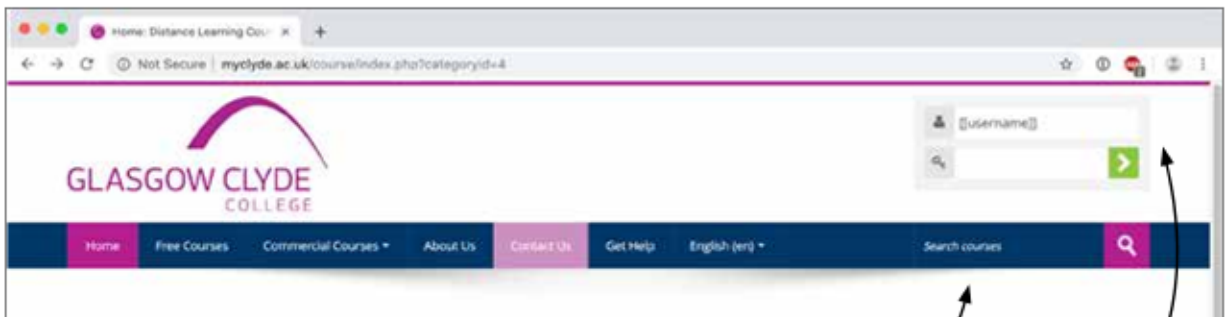 Home: Distance Learning Cou
Not Secure | myclyde.ac.uk/course/index.php?categoryid=4
[[username]]
GLASGOW CLYDE
COLLEGE
Home Free Courses Commercial Courses About Us Contact Us Get Help English (en) Search courses